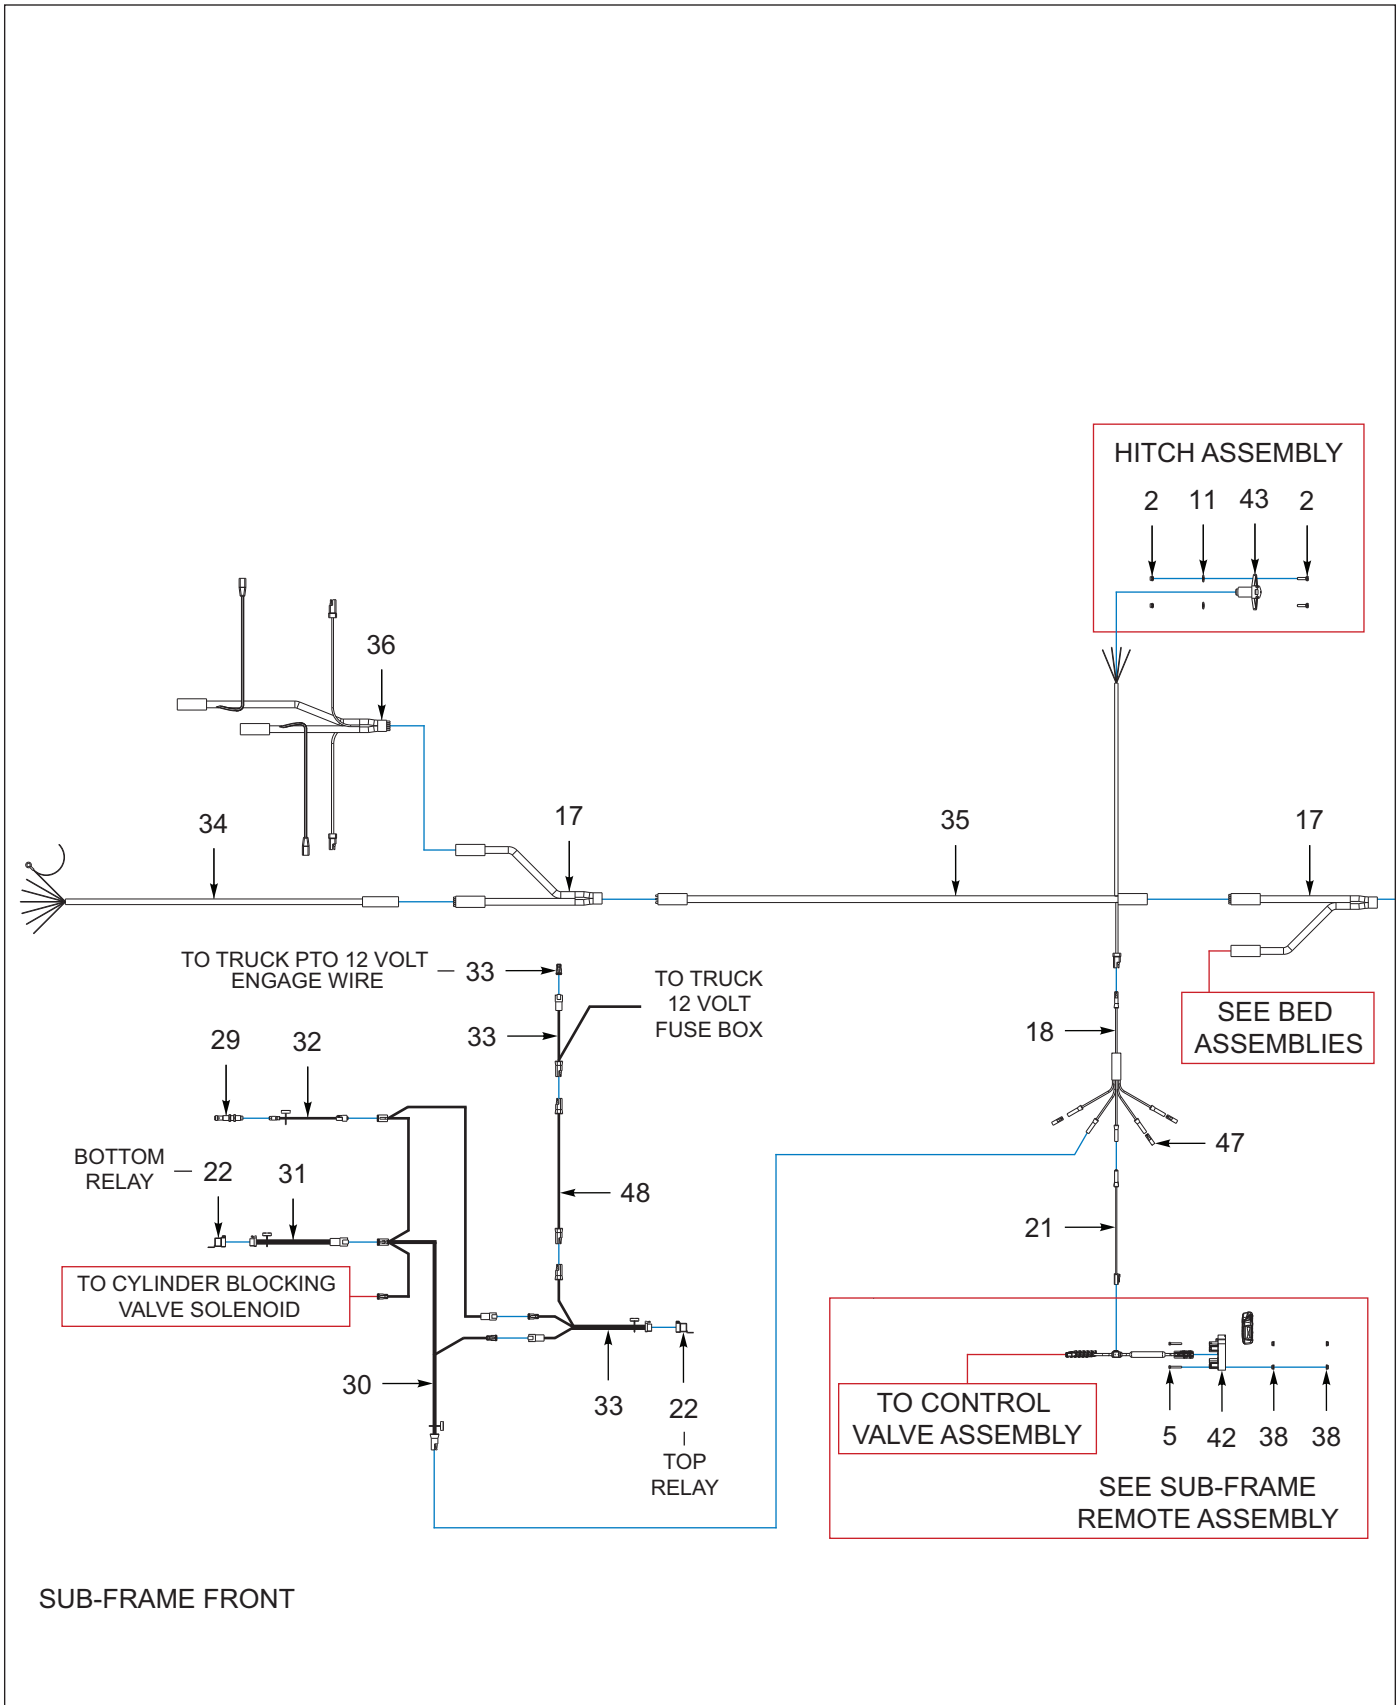 HITCH ASSEMBLY
2 11 43 2
36
34
17
35
17
TO TRUCK PTO 12 VOLT
ENGAGE WIRE
33
TO TRUCK
12 VOLT
FUSE BOX
33
SEE BED
ASSEMBLIES
18
29
32
47
BOTTOM
RELAY
22
31
48
21
TO CYLINDER BLOCKING
VALVE SOLENOID
30
33
22
TOP
RELAY
TO CONTROL
VALVE ASSEMBLY
5 42 38 38
SEE SUB-FRAME
REMOTE ASSEMBLY
SUB-FRAME FRONT